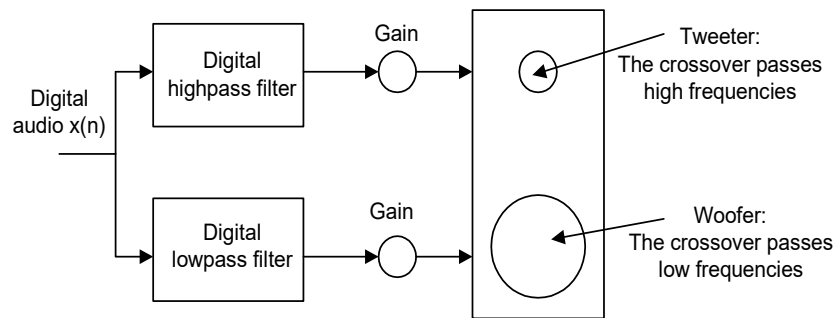 Digital
audio x(n)
Digital
highpass filter
Gain
Tweeter:
The crossover passes
high frequencies
Digital
lowpass filter
Gain
Woofer:
The crossover passes
low frequencies